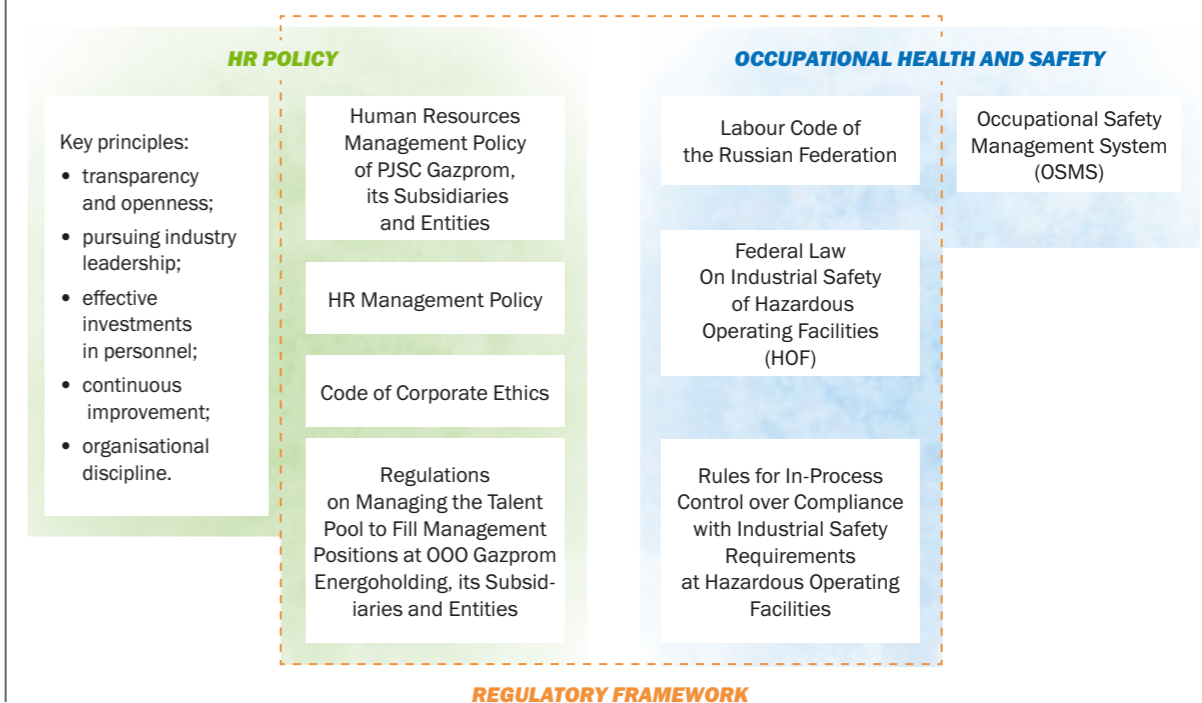 HR POLICY
Key principles:
• transparency
and openness;
• pursuing industry
leadership;
• effective
investments
in personnel;
• continuous
improvement;
• organisational
discipline.
Human Resources
Management Policy
of PJSC Gazprom,
its Subsidiaries
and Entities
HR Management Policy
Code of Corporate Ethics
Regulations
on Managing the Talent
Pool to Fill Management
Positions at OOO Gazprom
Energoholding, its Subsid-
iaries and Entities
OCCUPATIONAL HEALTH AND SAFETY
Labour Code of
the Russian Federation
Federal Law
On Industrial Safety
of Hazardous
Operating Facilities
(HOF)
Rules for In-Process
Control over Compliance
with Industrial Safety
Requirements
at Hazardous Operating
Facilities
Occupational Safety
Management System
(OSMS)
REGULATORY FRAMEWORK